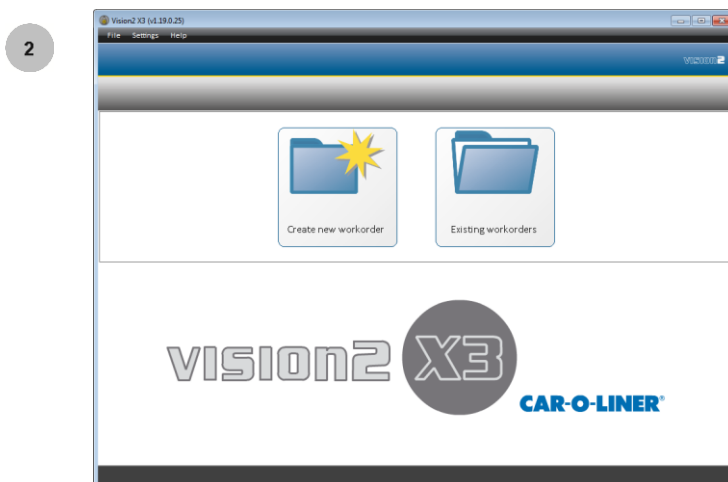 2
Vision2 X3 (v1.19.0.25)
File Settings Help
VISION2
Create new workorder
Existing workorders
VISION2 X3
CAR-O-LINER®